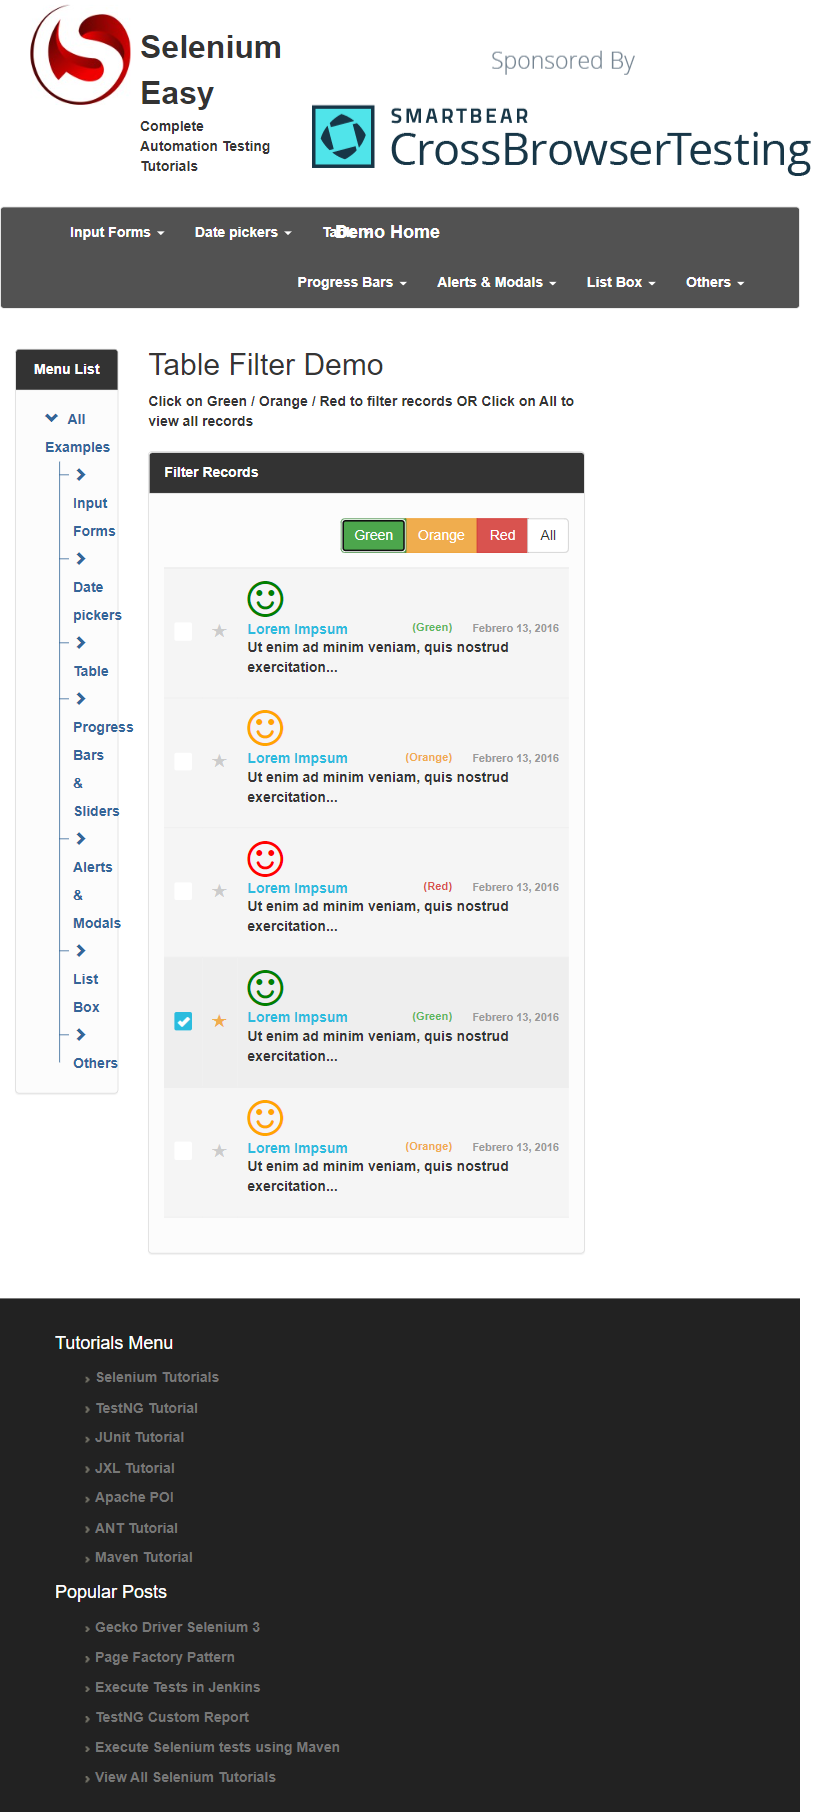 Selenium
Easy
Complete
Automation Testing
Tutorials
Sponsored By
SMARTBEAR
CrossBrowserTesting
Input Forms Date pickers Table Demo Home
Progress Bars Alerts & Modals List Box Others
Menu List
All
Examples
Input
Forms
Date
pickers
Table
Progress
Bars
&
Sliders
Alerts
&
Modals
List
Box
Others
Table Filter Demo
Click on Green / Orange / Red to filter records OR Click on All to
view all records
Filter Records
Green Orange Red All
Lorem Impsum (Green) Febrero 13, 2016
Ut enim ad minim veniam, quis nostrud
exercitation...
Lorem Impsum (Orange) Febrero 13, 2016
Ut enim ad minim veniam, quis nostrud
exercitation...
Lorem Impsum (Red) Febrero 13, 2016
Ut enim ad minim veniam, quis nostrud
exercitation...
Lorem Impsum (Green) Febrero 13, 2016
Ut enim ad minim veniam, quis nostrud
exercitation...
Lorem Impsum (Orange) Febrero 13, 2016
Ut enim ad minim veniam, quis nostrud
exercitation...
Tutorials Menu
Selenium Tutorials
TestNG Tutorial
JUnit Tutorial
JXL Tutorial
Apache POI
ANT Tutorial
Maven Tutorial
Popular Posts
Gecko Driver Selenium 3
Page Factory Pattern
Execute Tests in Jenkins
TestNG Custom Report
Execute Selenium tests using Maven
View All Selenium Tutorials